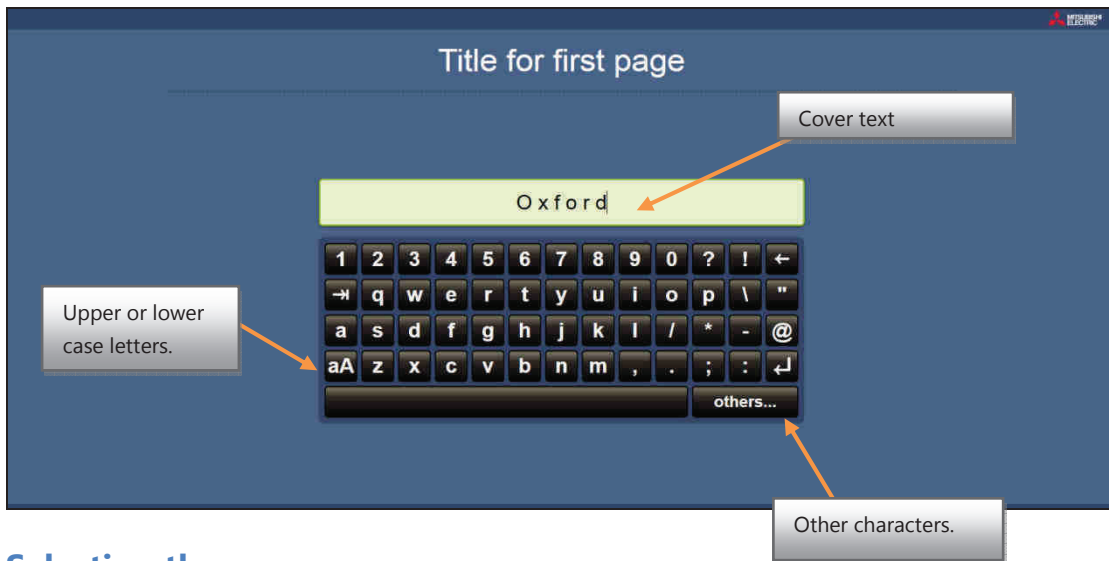 MITSUBISHI
ELECTRIC
Title for first page
Cover text
Oxford
1 2 3 4 5 6 7 8 9 0 ? ! ←
⇥ q w e r t y u i o p \ "
Upper or lower
case letters.
a s d f g h j k l / * - @
aA z x c v b n m , . ; : ↵
others...
Other characters.